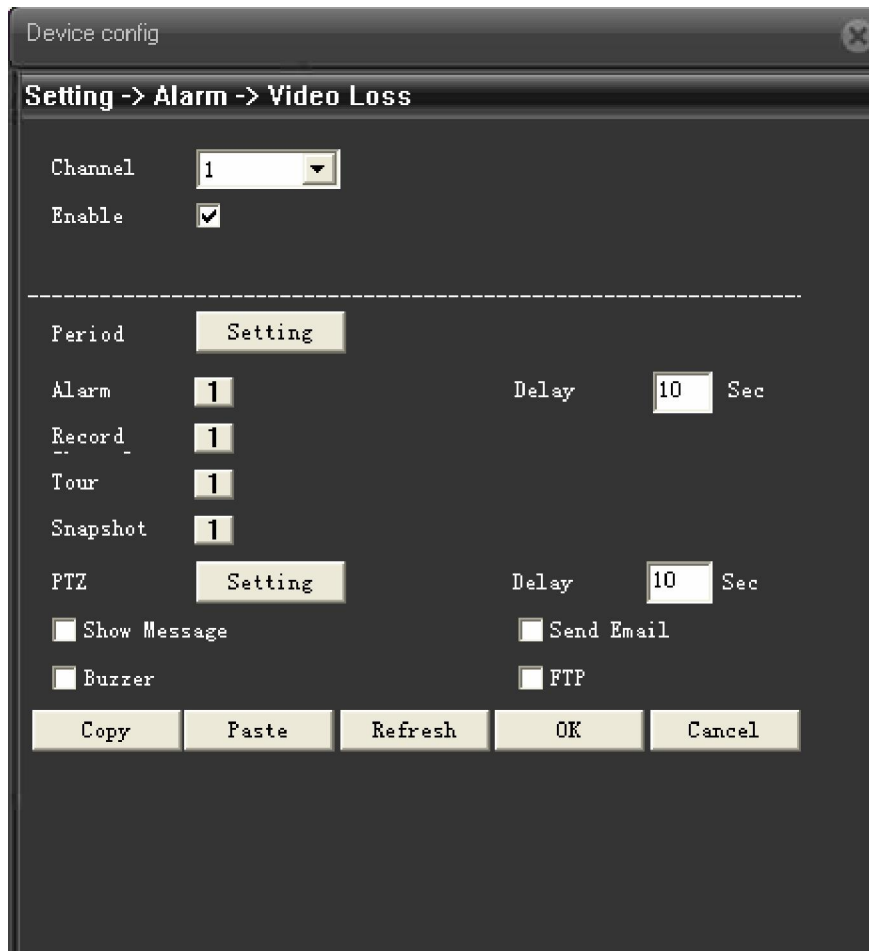 Device config
Setting -> Alarm -> Video Loss
Channel 1
Enable
Period Setting
Alarm 1 Delay 10 Sec
Record 1
Tour 1
Snapshot 1
PTZ Setting Delay 10 Sec
Show Message Send Email
Buzzer FTP
Copy Paste Refresh OK Cancel